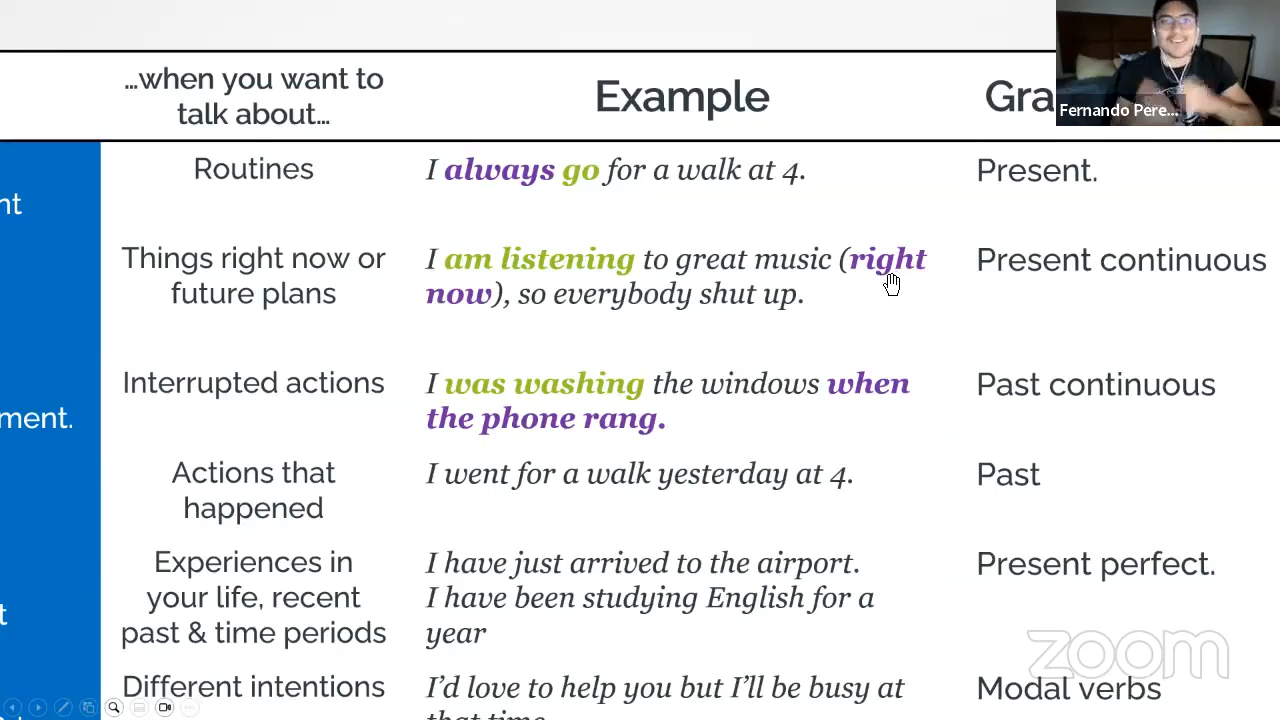 …when you want to
talk about…
Example
Gra
Fernando Pere...
Routines
I always go for a walk at 4.
Present.
nt
Things right now or
future plans
I am listening to great music (right
now), so everybody shut up.
Present continuous
Interrupted actions
I was washing the windows when
the phone rang.
Past continuous
ment.
Actions that
happened
I went for a walk yesterday at 4.
Past
Experiences in
your life, recent
past & time periods
I have just arrived to the airport.
I have been studying English for a
year
Present perfect.
t
zoom
Different intentions
I'd love to help you but I'll be busy at
that time
Modal verbs